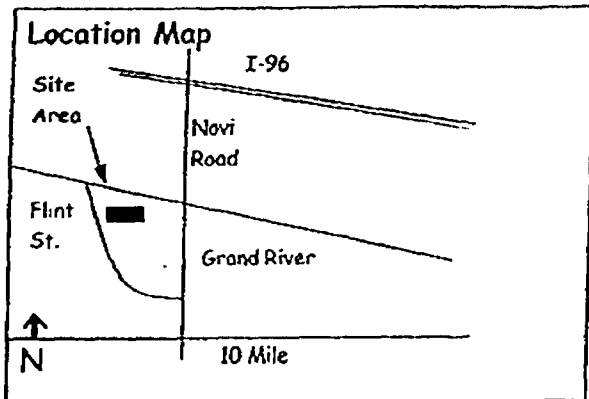 Location Map
I-96
Site
Area
Novi
Road
Flint
St.
Grand River
N
10 Mile